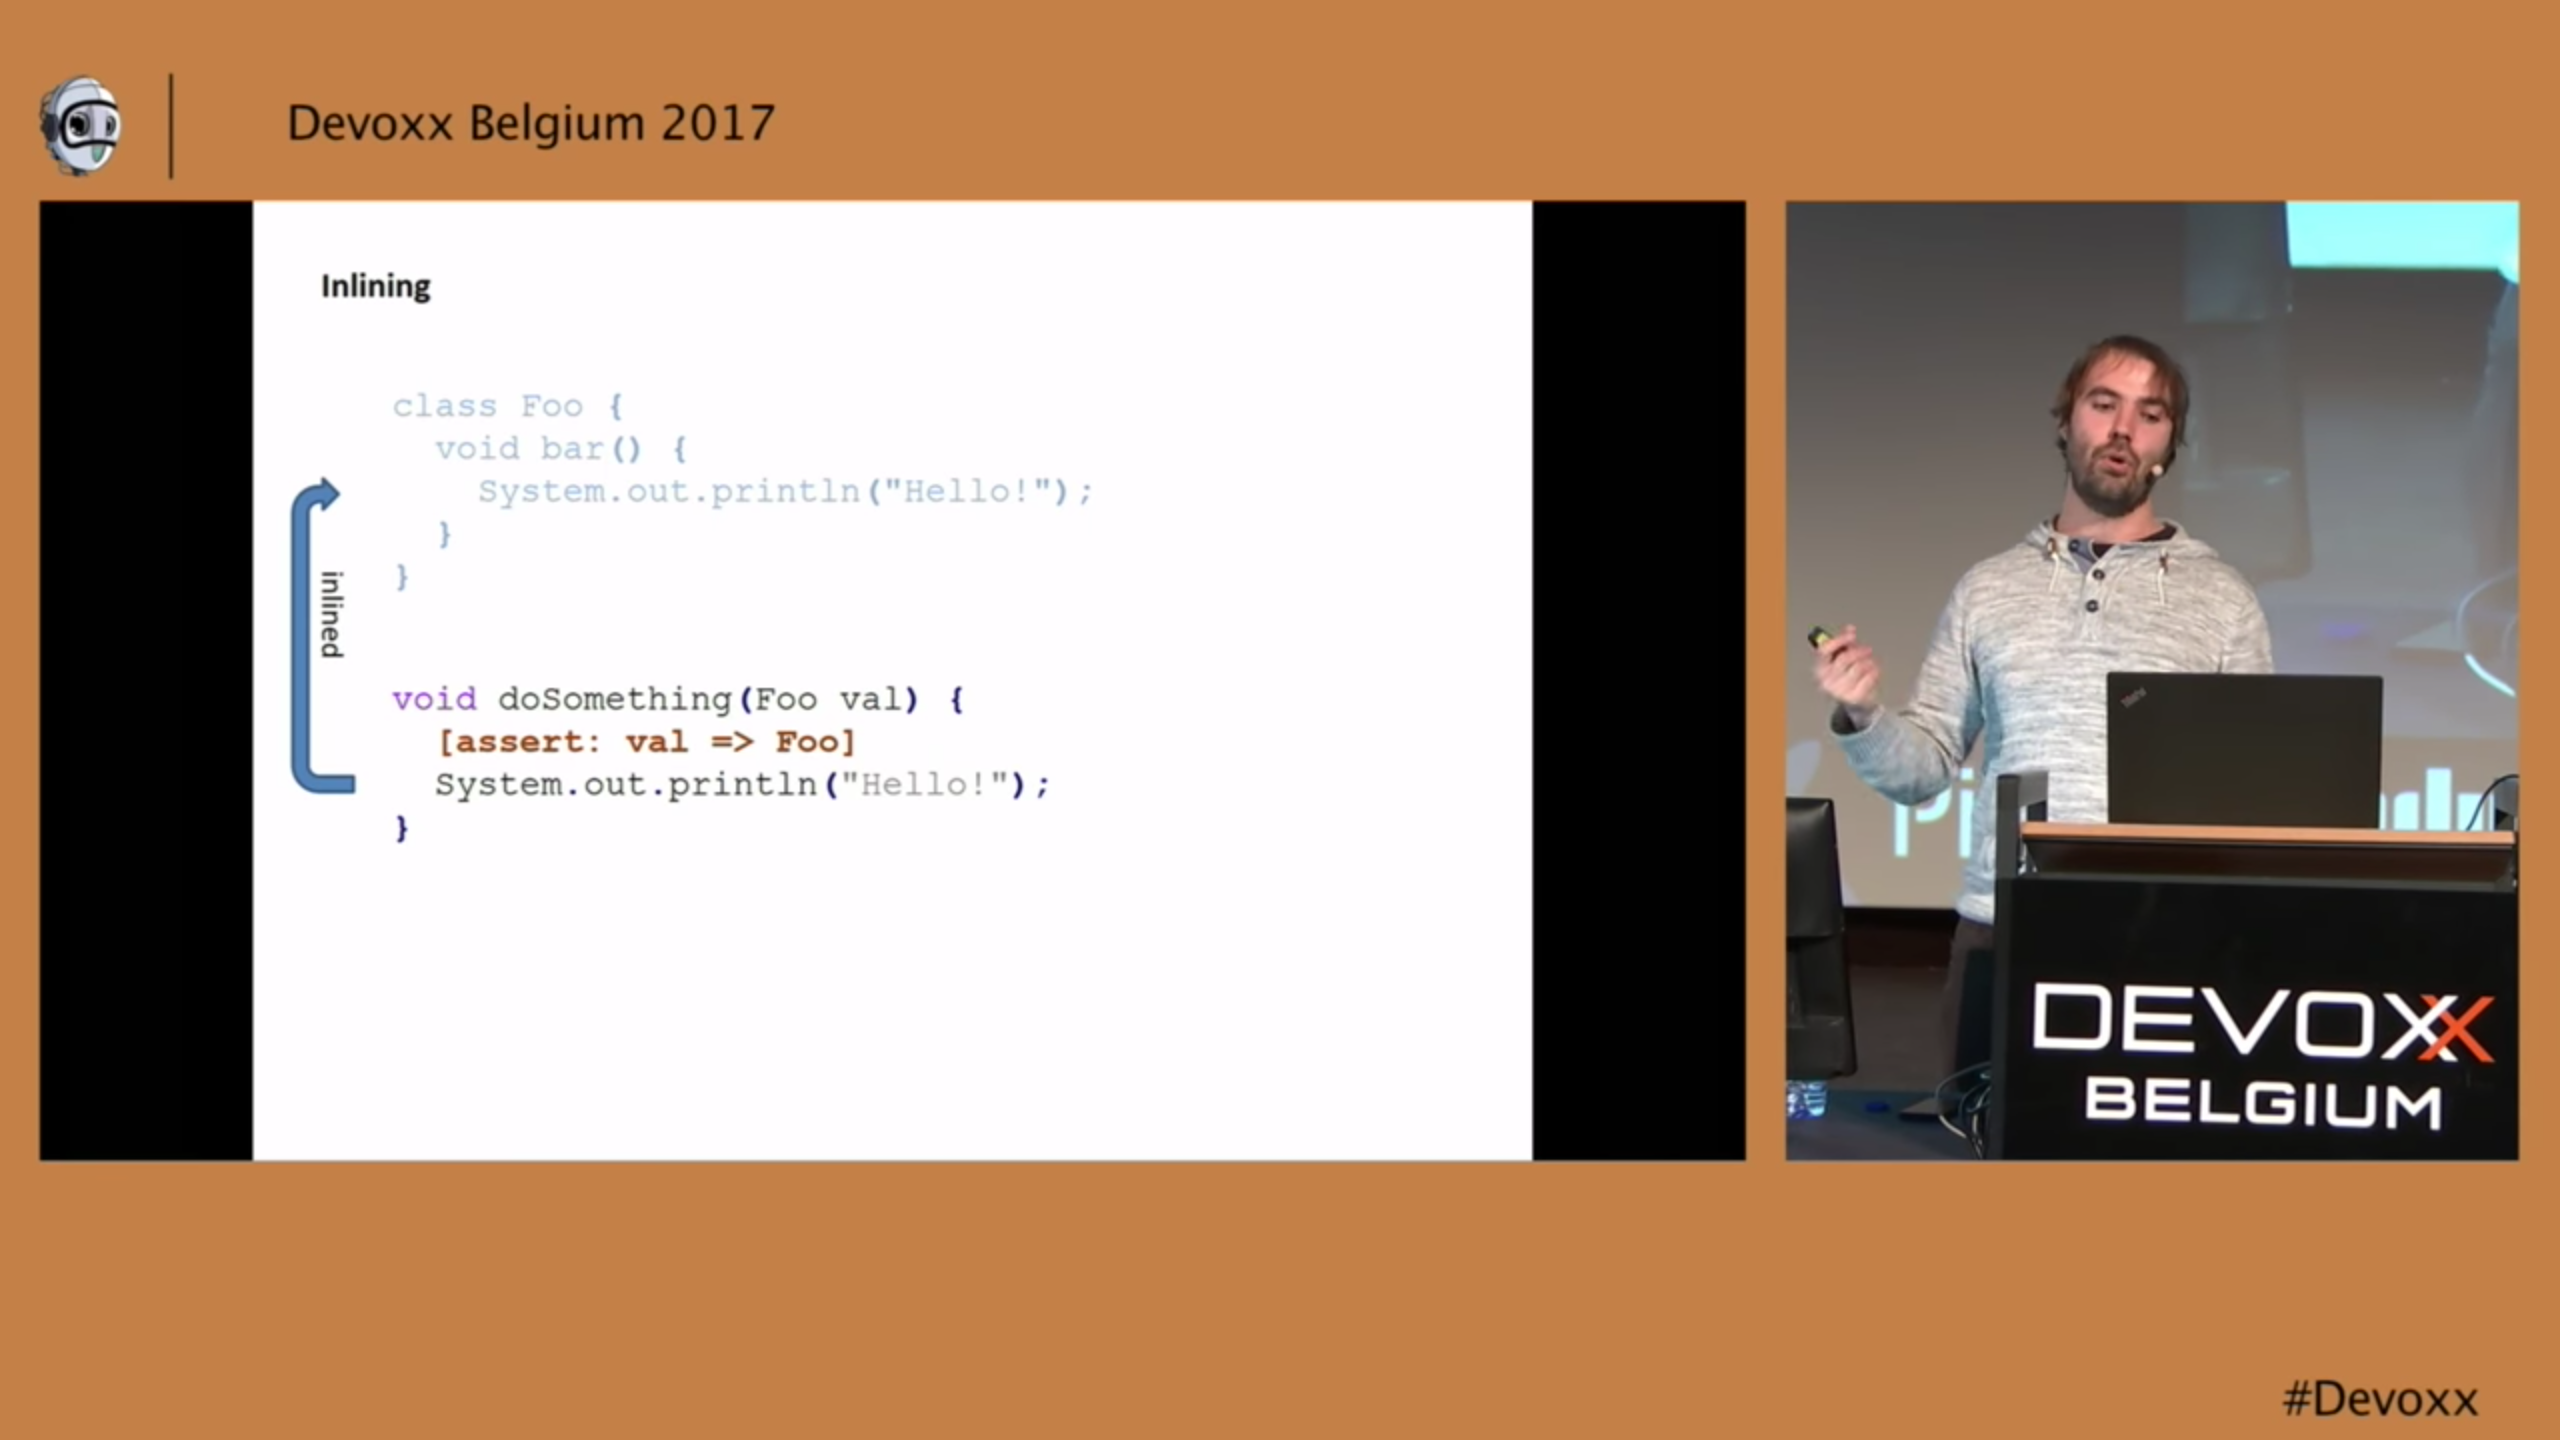 Devoxx Belgium 2017
Inlining
class Foo {
void bar() {
System.out.println("Hello!");
}
}
inlined
void doSomething(Foo val) {
[assert: val => Foo]
System.out.println("Hello!");
}
DEVOXX
BELGIUM
#Devoxx